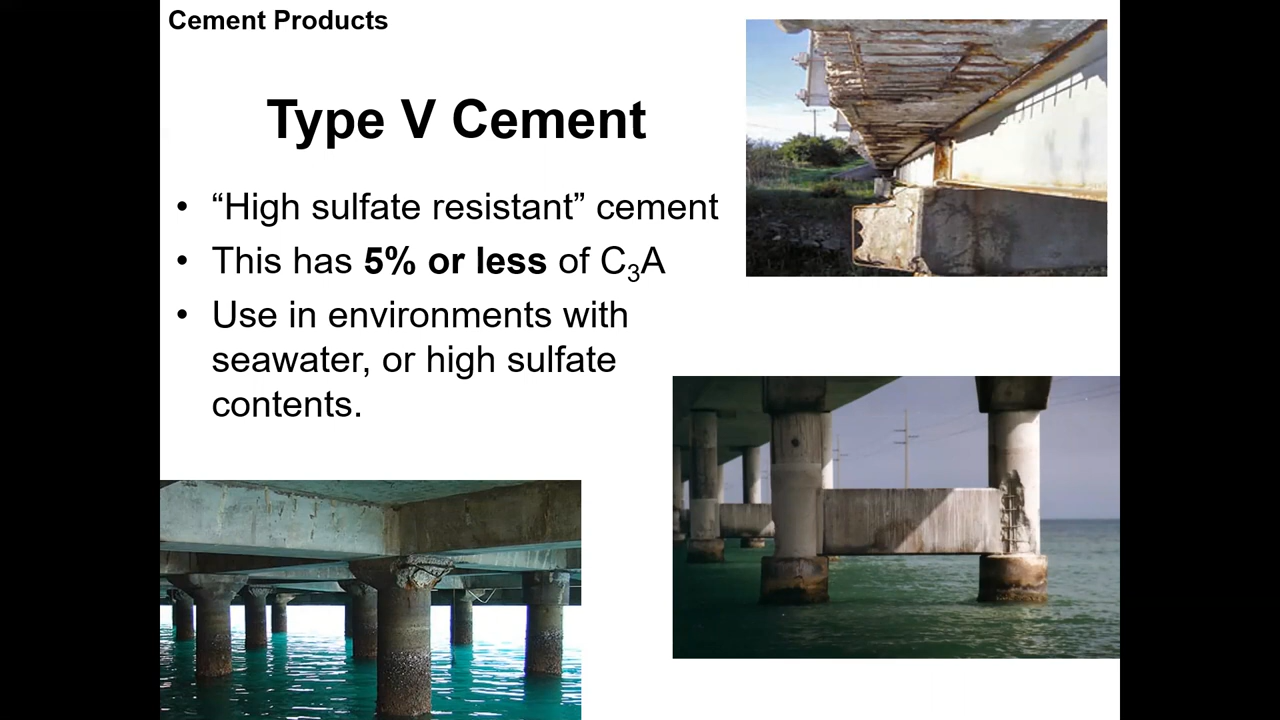 Cement Products
Type V Cement
• “High sulfate resistant” cement
• This has 5% or less of C₃A
• Use in environments with
seawater, or high sulfate
contents.